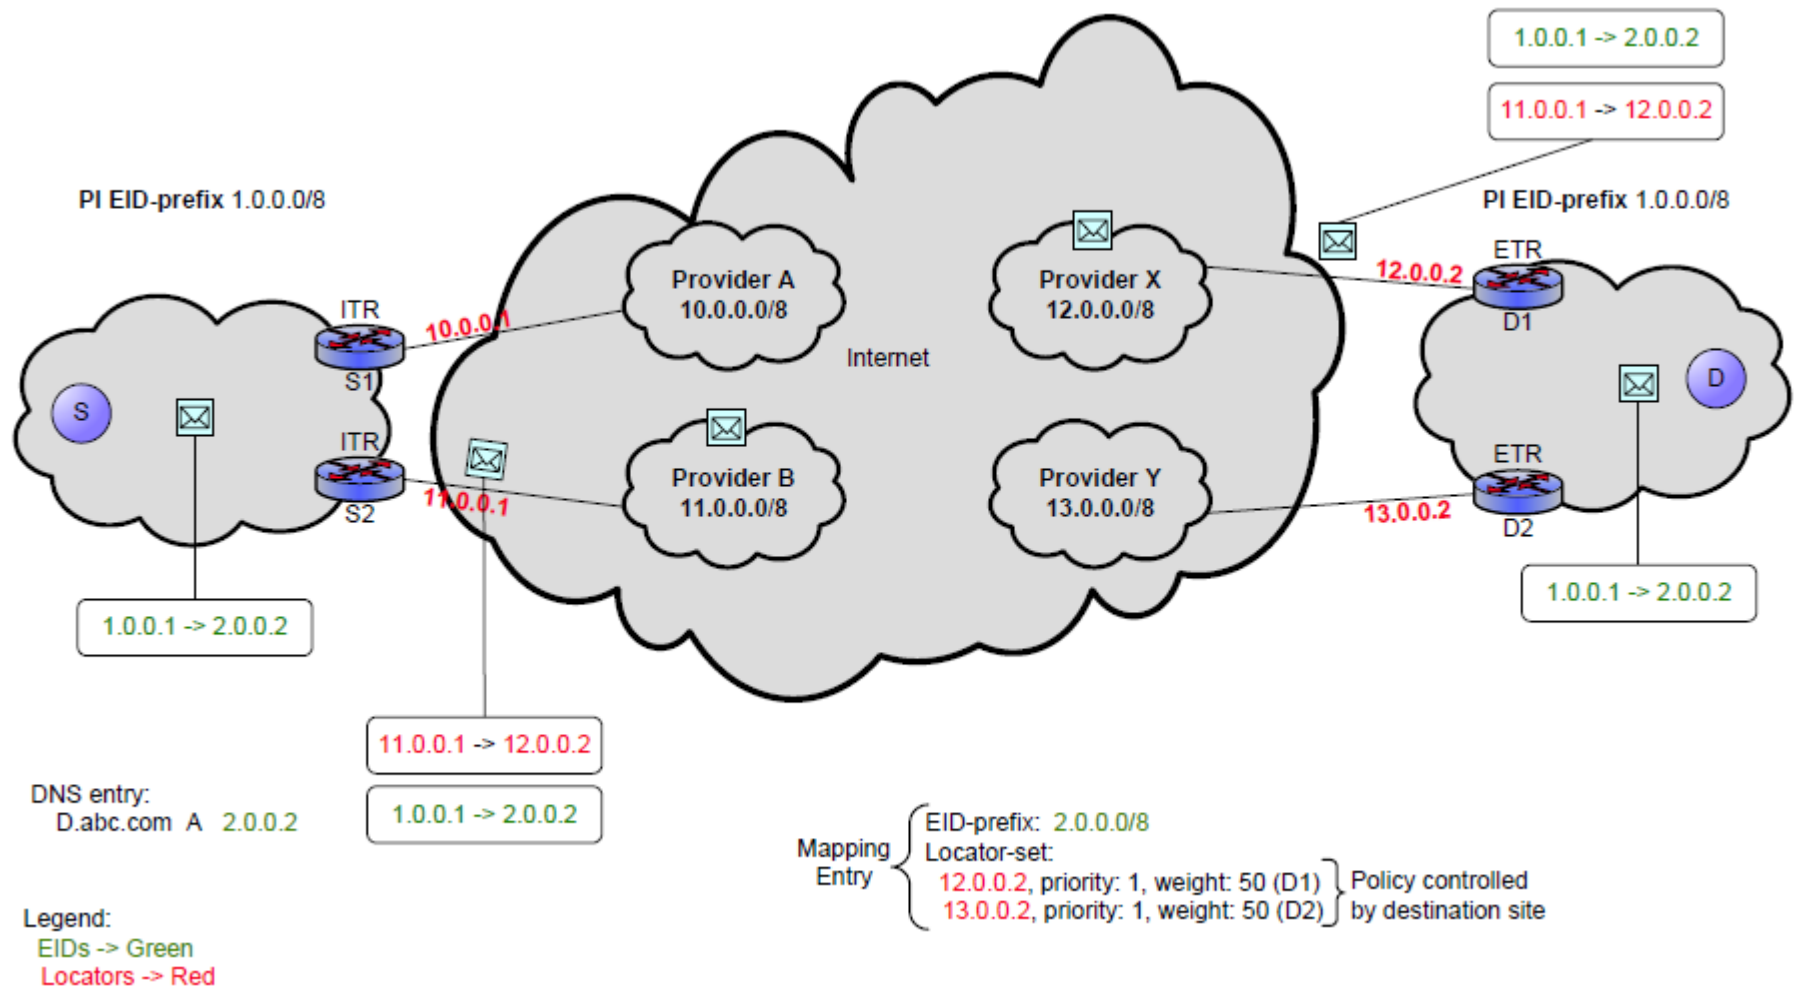 1.0.0.1 -> 2.0.0.2
11.0.0.1 -> 12.0.0.2
PI EID-prefix 1.0.0.0/8
PI EID-prefix 1.0.0.0/8
ITR
S1
10.0.0.1
Provider A
10.0.0.0/8
Provider X
12.0.0.0/8
12.0.0.2
ETR
D1
Internet
S
D
ITR
S2
11.0.0.1
Provider B
11.0.0.0/8
Provider Y
13.0.0.0/8
13.0.0.2
ETR
D2
1.0.0.1 -> 2.0.0.2
1.0.0.1 -> 2.0.0.2
11.0.0.1 -> 12.0.0.2
1.0.0.1 -> 2.0.0.2
DNS entry:
D.abc.com A 2.0.0.2
Mapping
Entry
EID-prefix: 2.0.0.0/8
Locator-set:
12.0.0.2, priority: 1, weight: 50 (D1)
13.0.0.2, priority: 1, weight: 50 (D2)
Policy controlled
by destination site
Legend:
EIDs -> Green
Locators -> Red